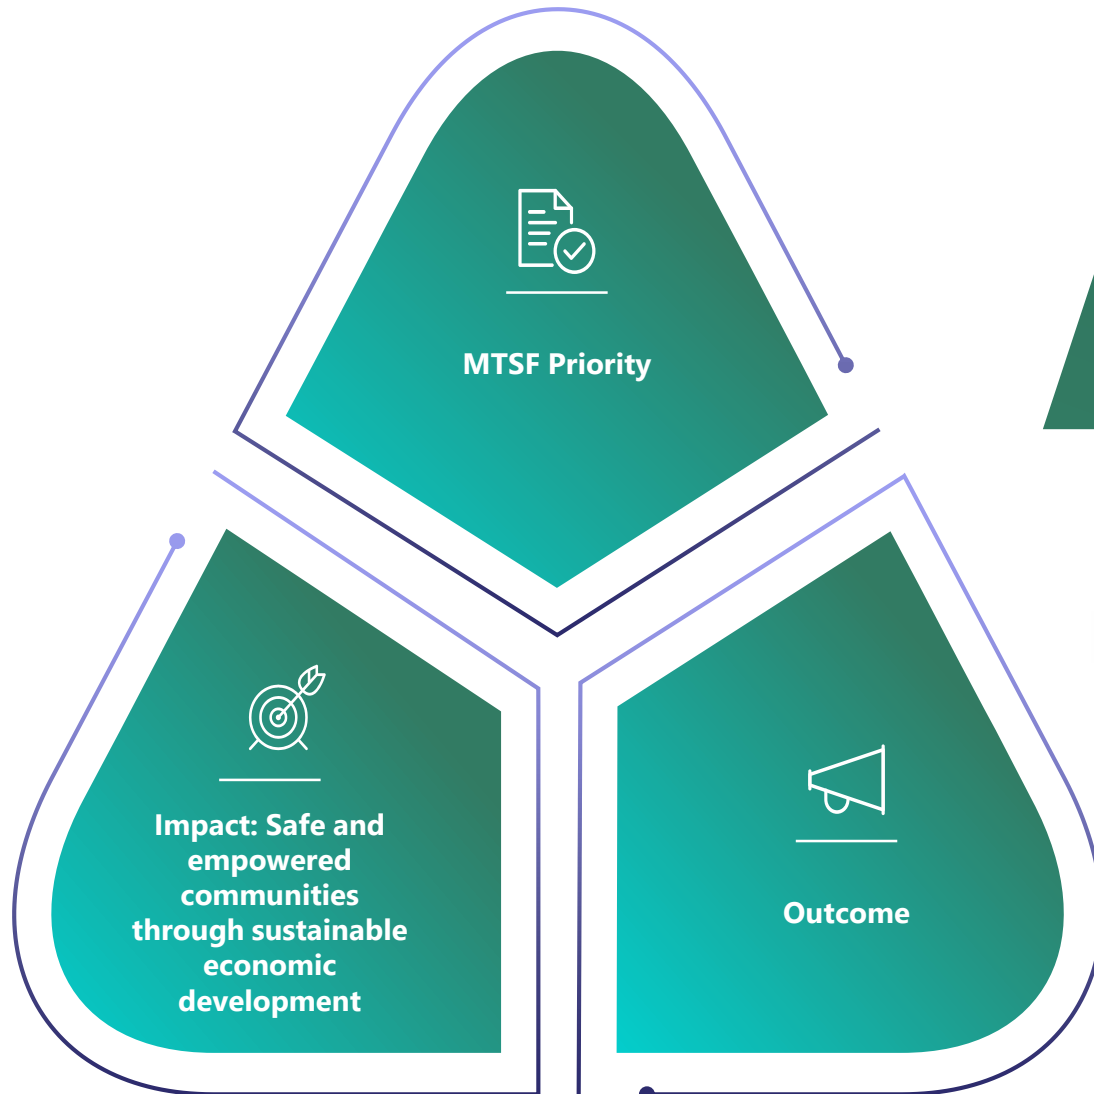 MTSF Priority
Impact: Safe and
empowered
communities
through sustainable
economic
development
Outcome